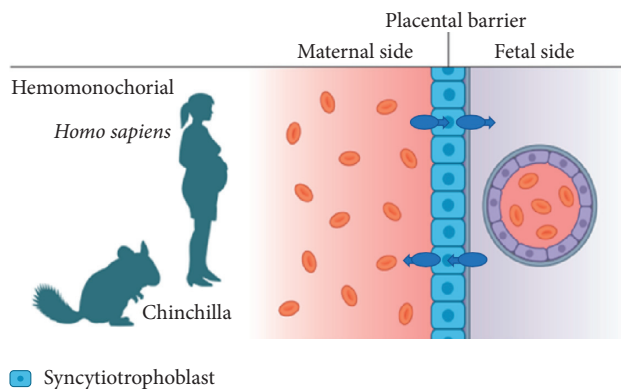 Placental barrier
Maternal side
Fetal side
Hemomonochorial
Homo sapiens
Chinchilla
Syncytiotrophoblast